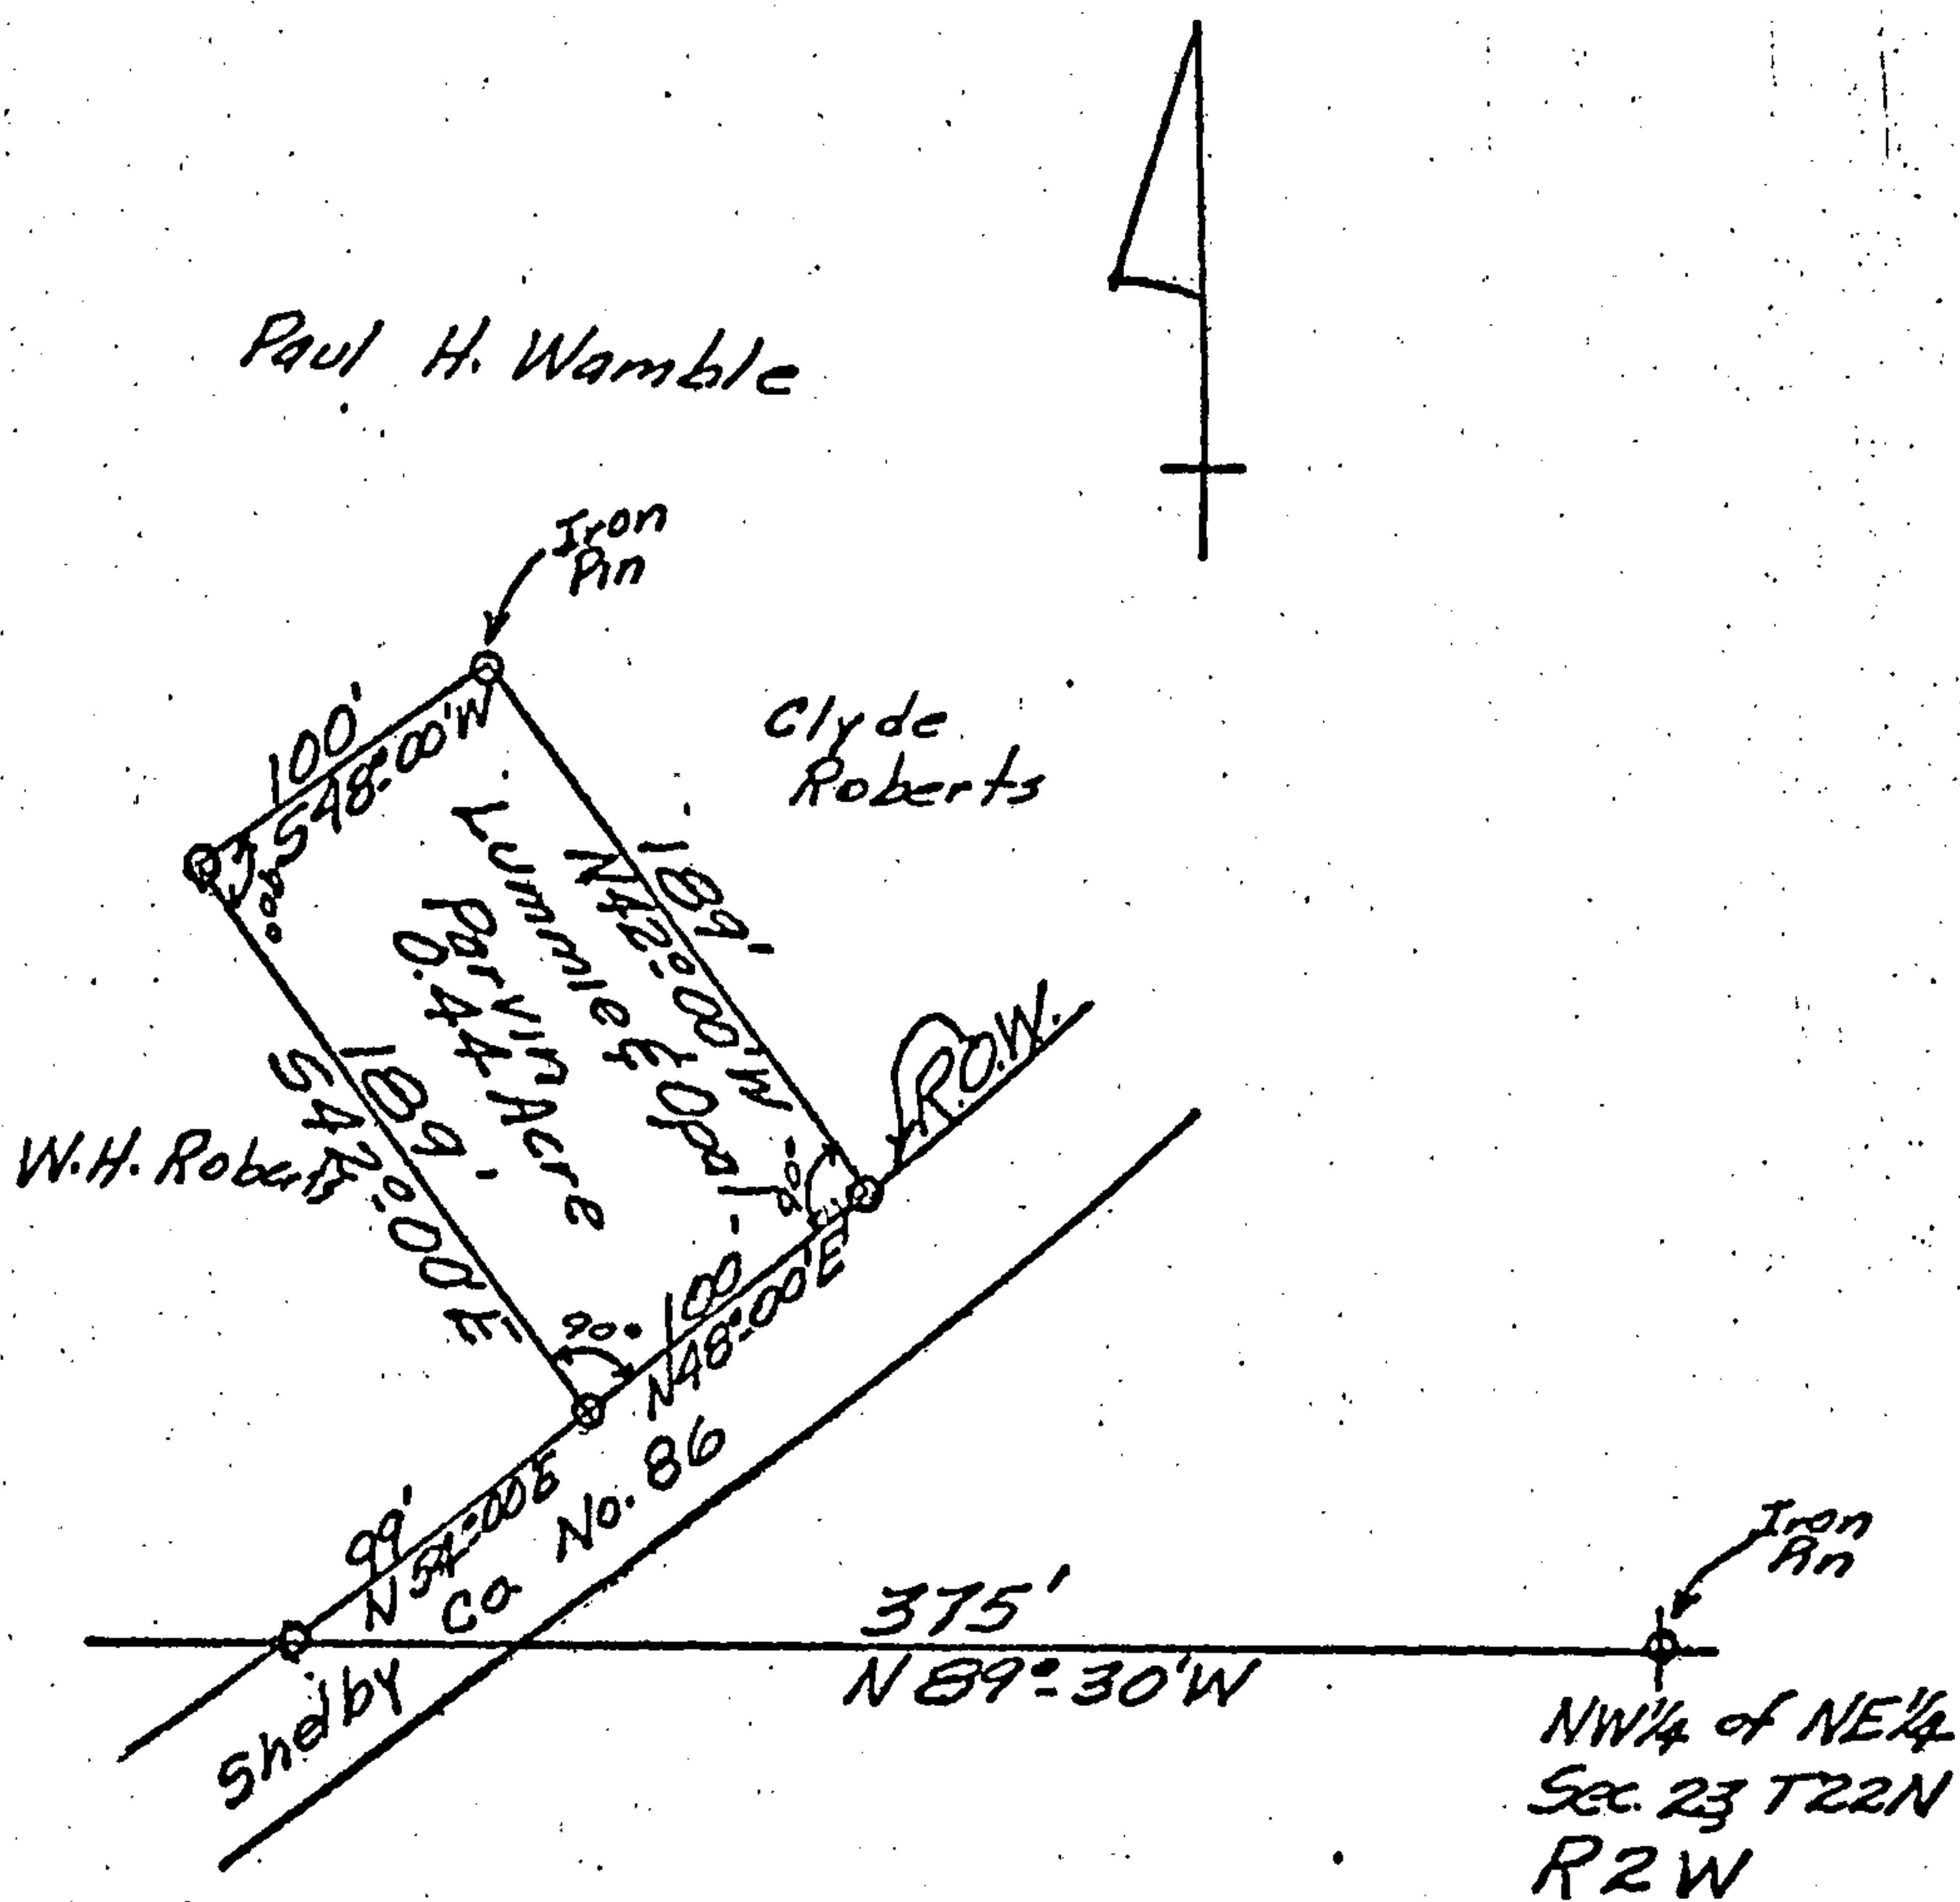 Paul H. Wamble
Iron
Pin
Clyde
Roberts
100'
S48°:00'W
90°
189'
N42°:00'W
Lummie & Opal
Parvin
0.44 Acre
R.O.W.
W.H. Roberts
189'
S42°:00'E
90°
90°
100'
N48°:00'E
99'
N54°:00'E
Shelby Co No. 86
375'
N 89°-30'W
Iron
Pin
NW¼ of NE¼
Sec. 23 T22N
R2W